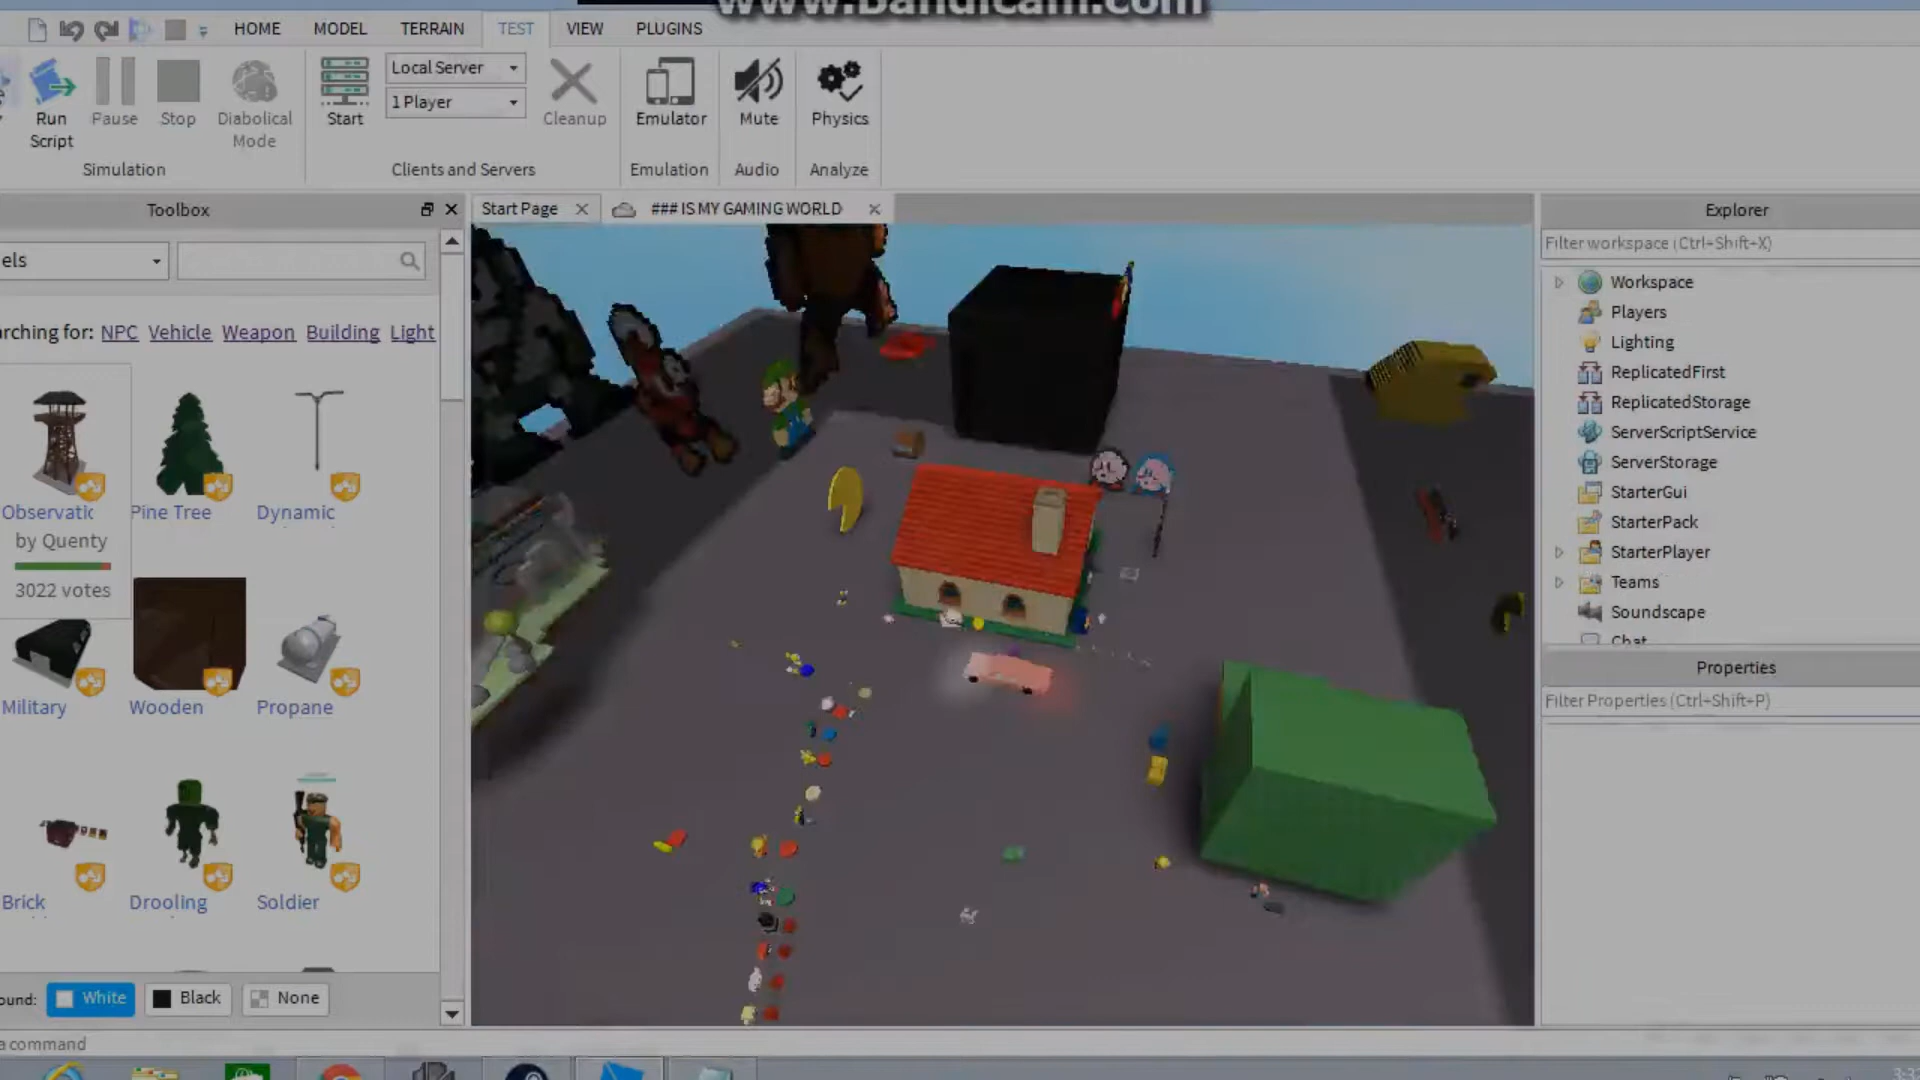 www.Bandicam.com
HOME MODEL TERRAIN TEST VIEW PLUGINS
Local Server
1 Player
Run Script
Pause
Stop
Diabolical Mode
Start
Cleanup
Emulator
Mute
Physics
Simulation
Clients and Servers
Emulation
Audio
Analyze
Toolbox
Start Page
### IS MY GAMING WORLD
Explorer
els
Filter workspace (Ctrl+Shift+X)
arching for: NPC Vehicle Weapon Building Light
Observatic
Pine Tree
Dynamic
by Quenty
3022 votes
Military
Wooden
Propane
Brick
Drooling
Soldier
ound: White Black None
a command
Workspace
Players
Lighting
ReplicatedFirst
ReplicatedStorage
ServerScriptService
ServerStorage
StarterGui
StarterPack
StarterPlayer
Teams
Soundscape
Chat
Properties
Filter Properties (Ctrl+Shift+P)